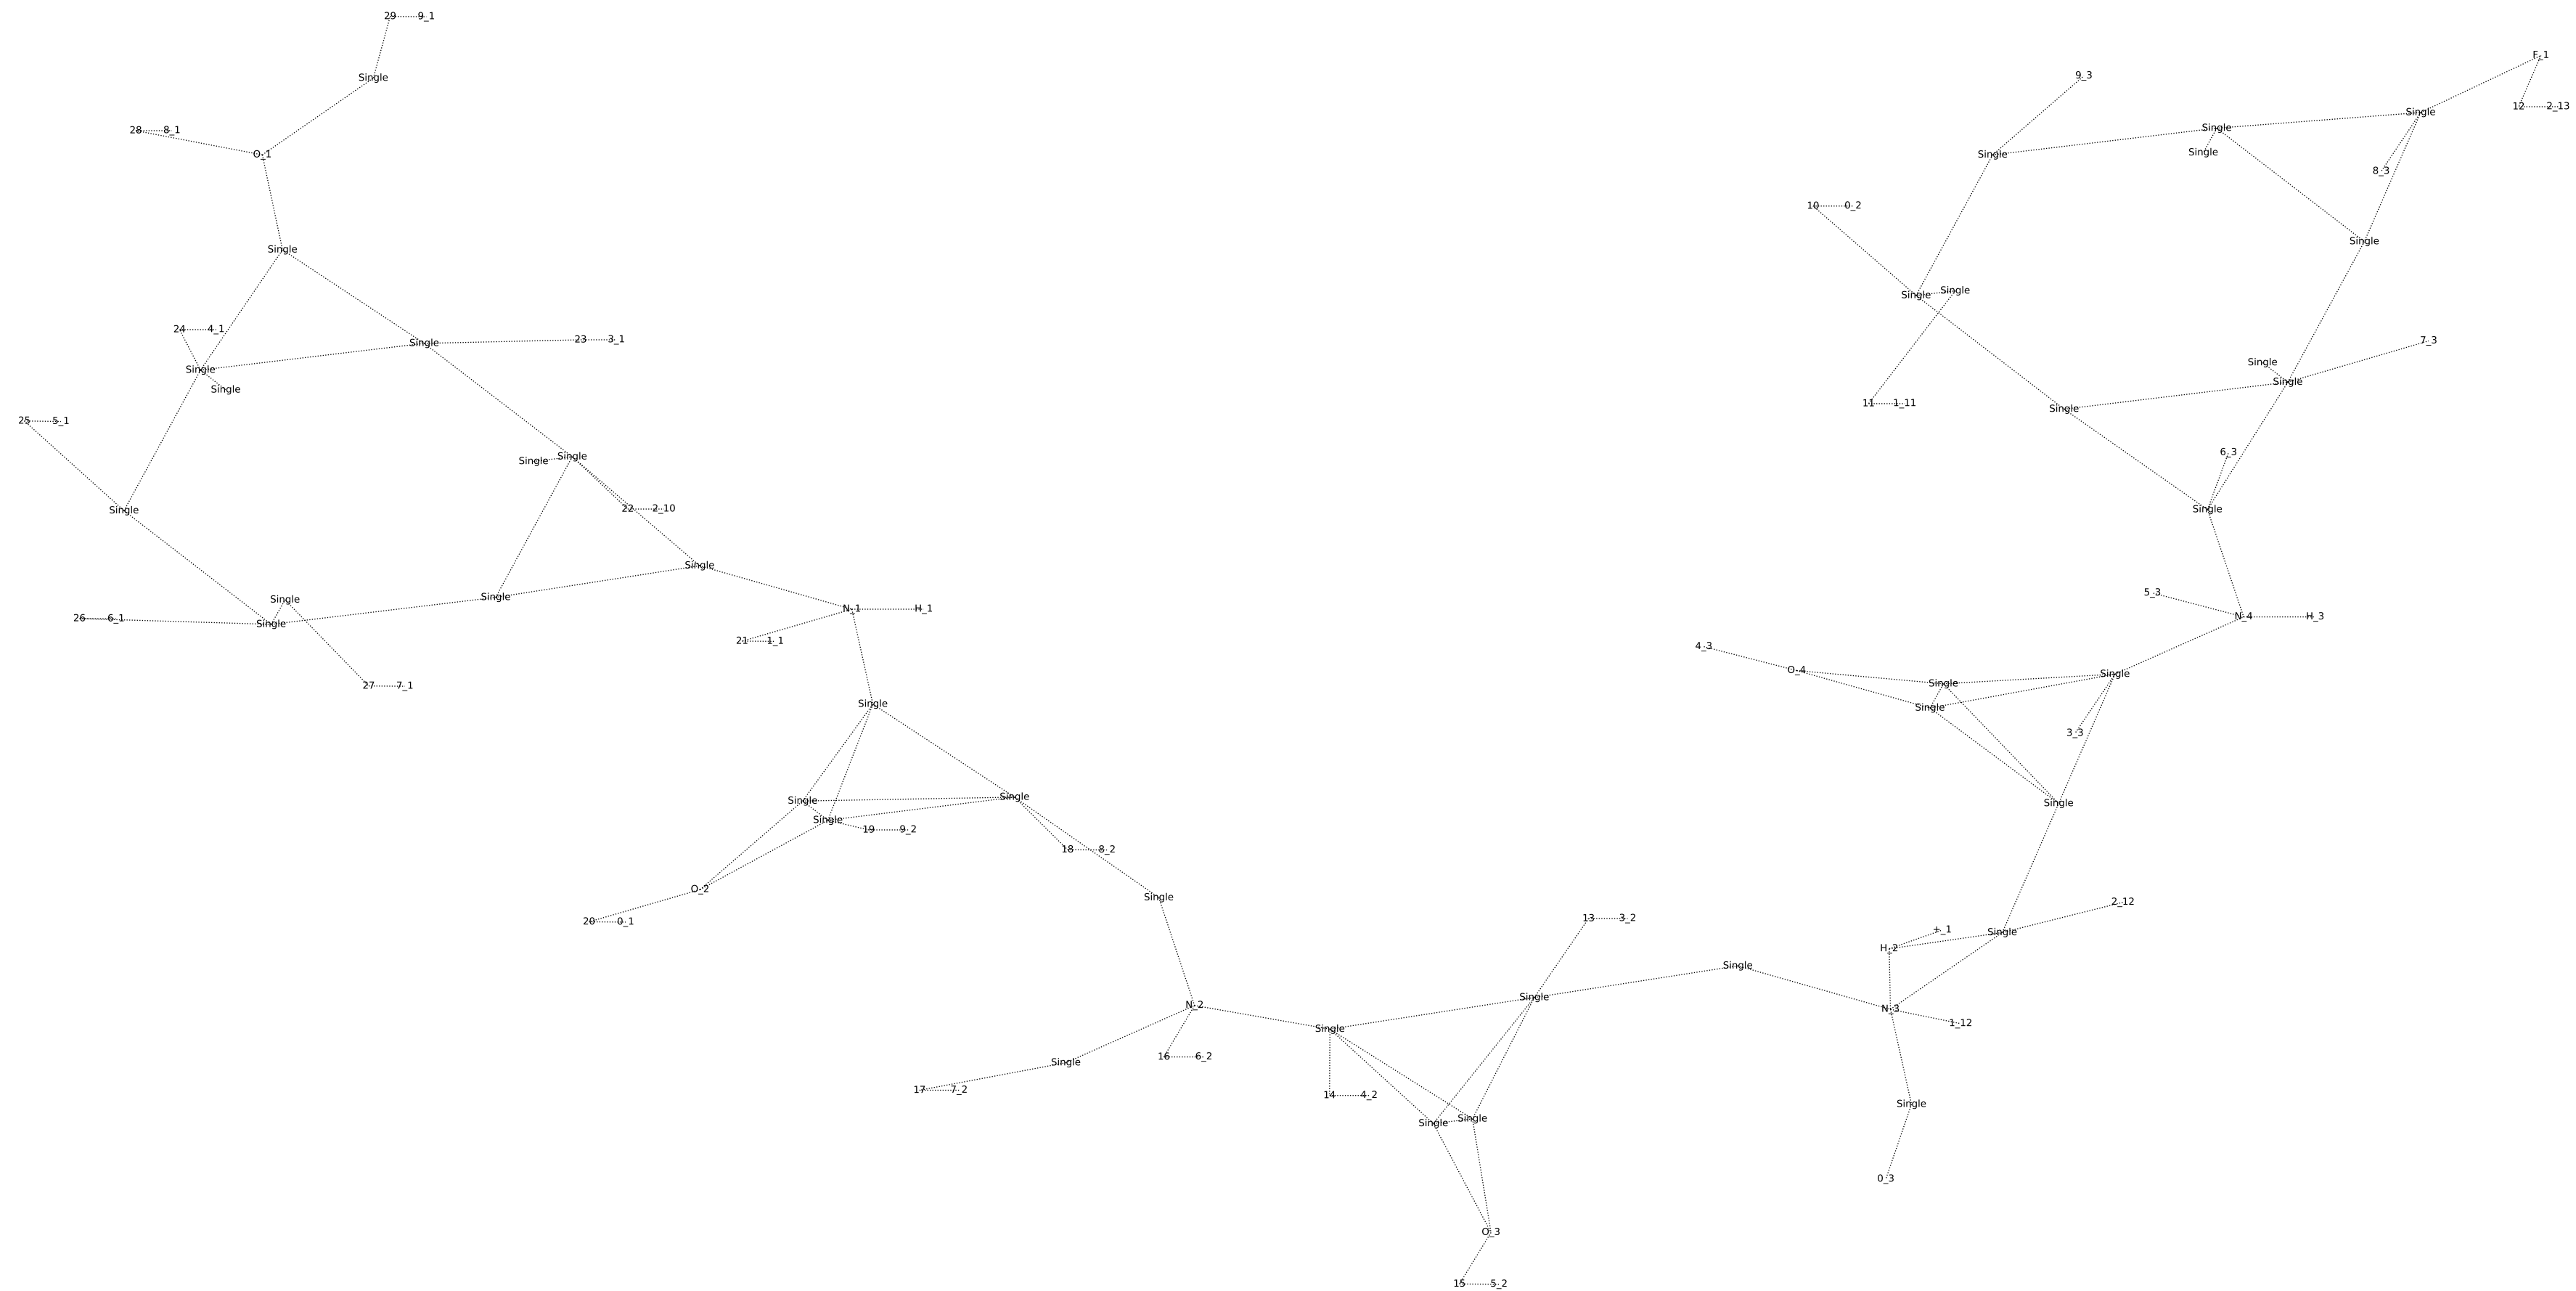 29 9_1
F_1
9_3
Single
12 2_13
Single
Single
28 8_1
Single
O_1
Single
Single
8_3
10 0_2
Single
Single
Single
Single
24 4_1
23 3_1
7_3
Single
Single
Single
Single
Single
11 1_11
Single
25 5_1
6_3
Single
Single
22 2_10
Single
Single
Single
5_3
Single
Single
N_1 H_1
N_4 H_3
26 6_1
Single
21 1_1
4_3
O_4
Single
Single
27 7_1
Single
Single
3_3
Single
Single
Single
Single
19 9_2
18 8_2
O_2
Single
2_12
20 0_1
13 3_2
+_1
Single
H_2
Single
Single
N_2
N_3
1_12
Single
16 6_2
Single
17 7_2
14 4_2
Single
Single
Single
0_3
O_3
15 5_2